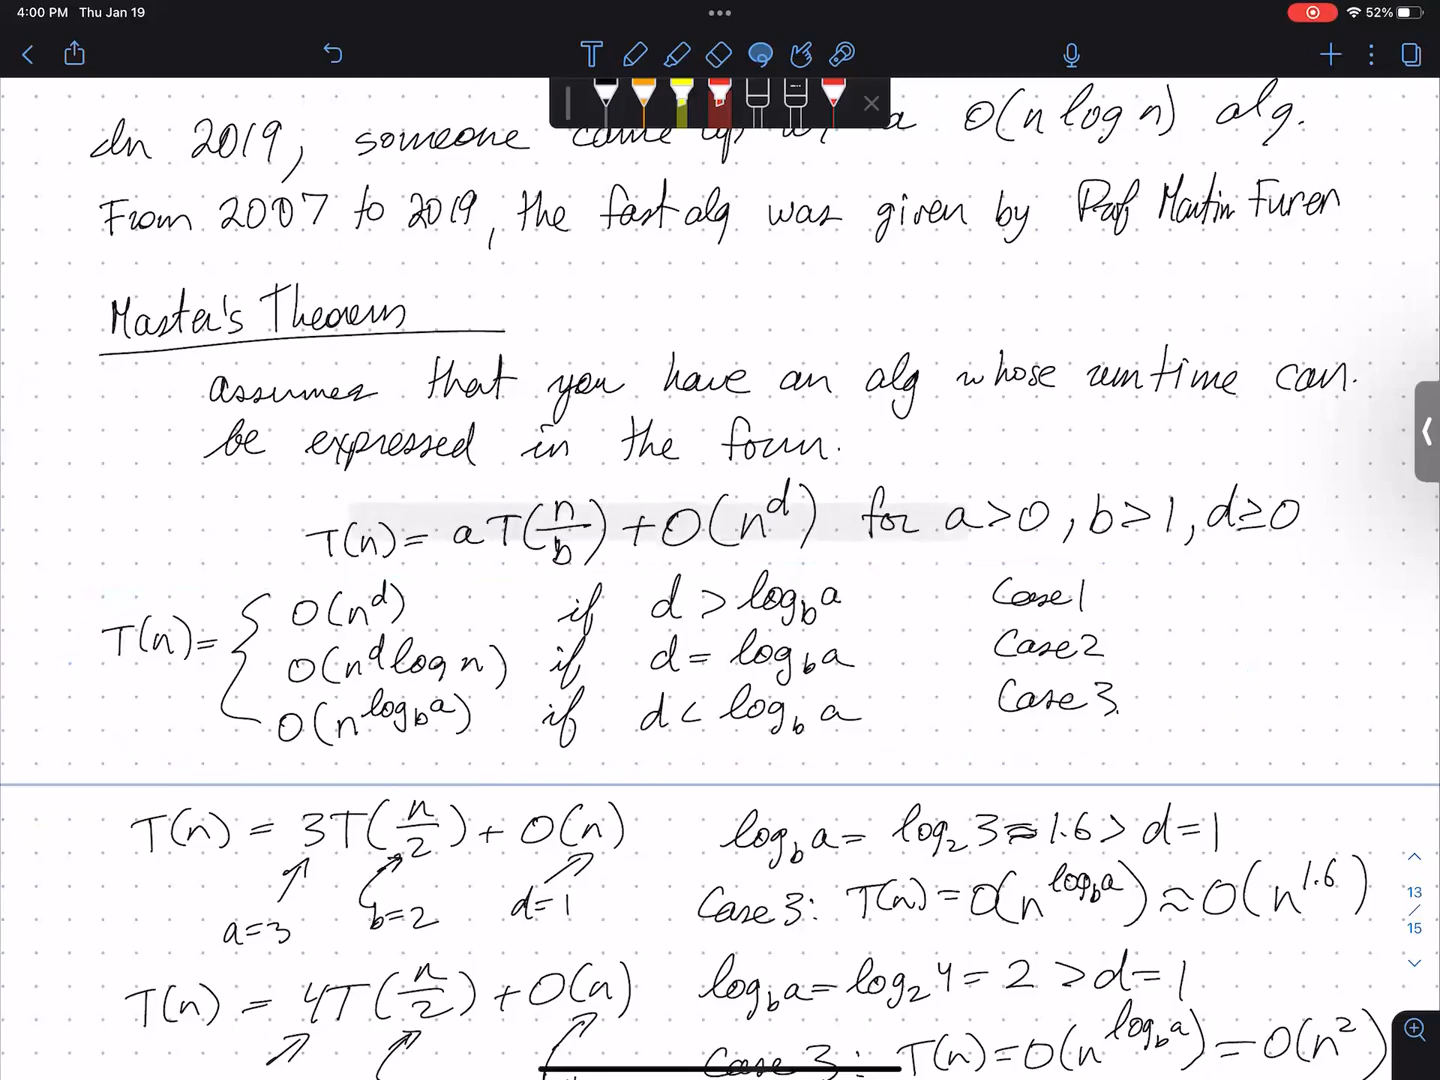 4:00 PM Thu Jan 19
52%
In 2019, someone came up w/ a O(n log n) alg.
From 2007 to 2019, the fast alg was given by Prof Martin Furen
Master's Theorem
assumes that you have an alg whose runtime can
be expressed in the form.
T(n) = a T(n/b) + O(n^d) for a>0, b>1, d≥0
T(n) = { O(n^d) if d > log_b a Case 1
O(n^d log n) if d = log_b a Case 2
O(n^{log_b a}) if d < log_b a Case 3
T(n) = 3T(n/2) + O(n) log_b a = log_2 3 ≈ 1.6 > d=1
a=3 b=2 d=1 Case 3: T(n) = O(n^{log_b a}) ≈ O(n^{1.6})
T(n) = 4T(n/2) + O(n) log_b a = log_2 4 = 2 > d=1
Case 3: T(n) = O(n^{log_b a}) = O(n^2)
13
/
15